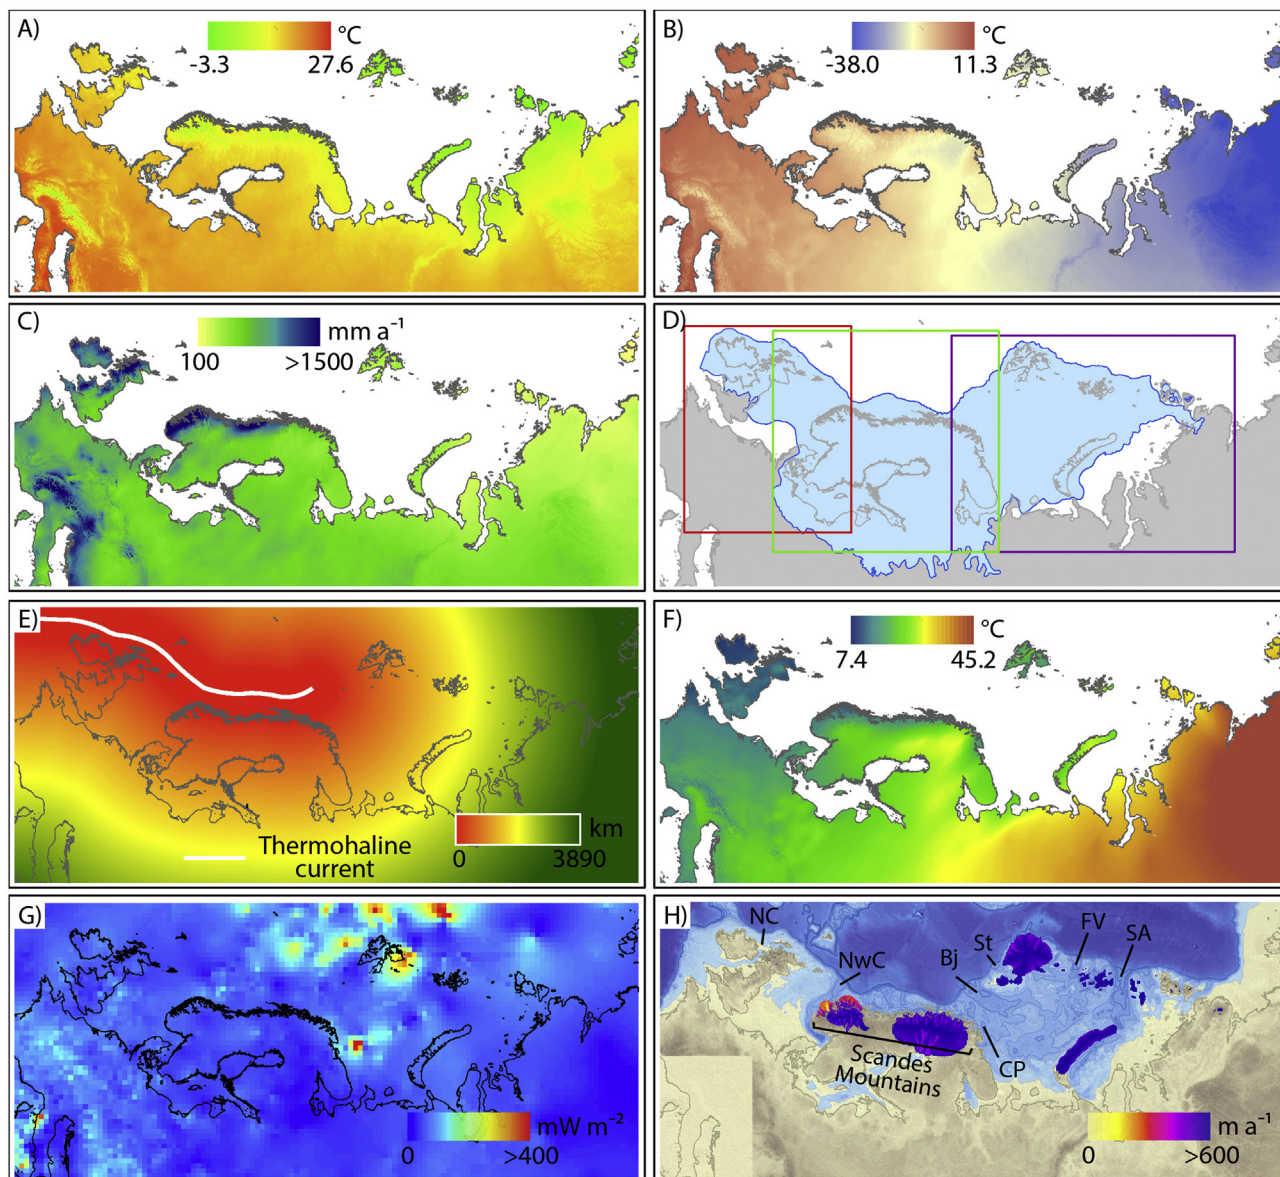 A)
°C
-3.3 27.6
B)
°C
-38.0 11.3
C)
mm a⁻¹
100 >1500
D)
E)
km
0 3890
Thermohaline
current
F)
°C
7.4 45.2
G)
mW m⁻²
0 >400
H)
NC
NwC
Bj
St
FV
SA
CP
Scandes
Mountains
m a⁻¹
0 >600